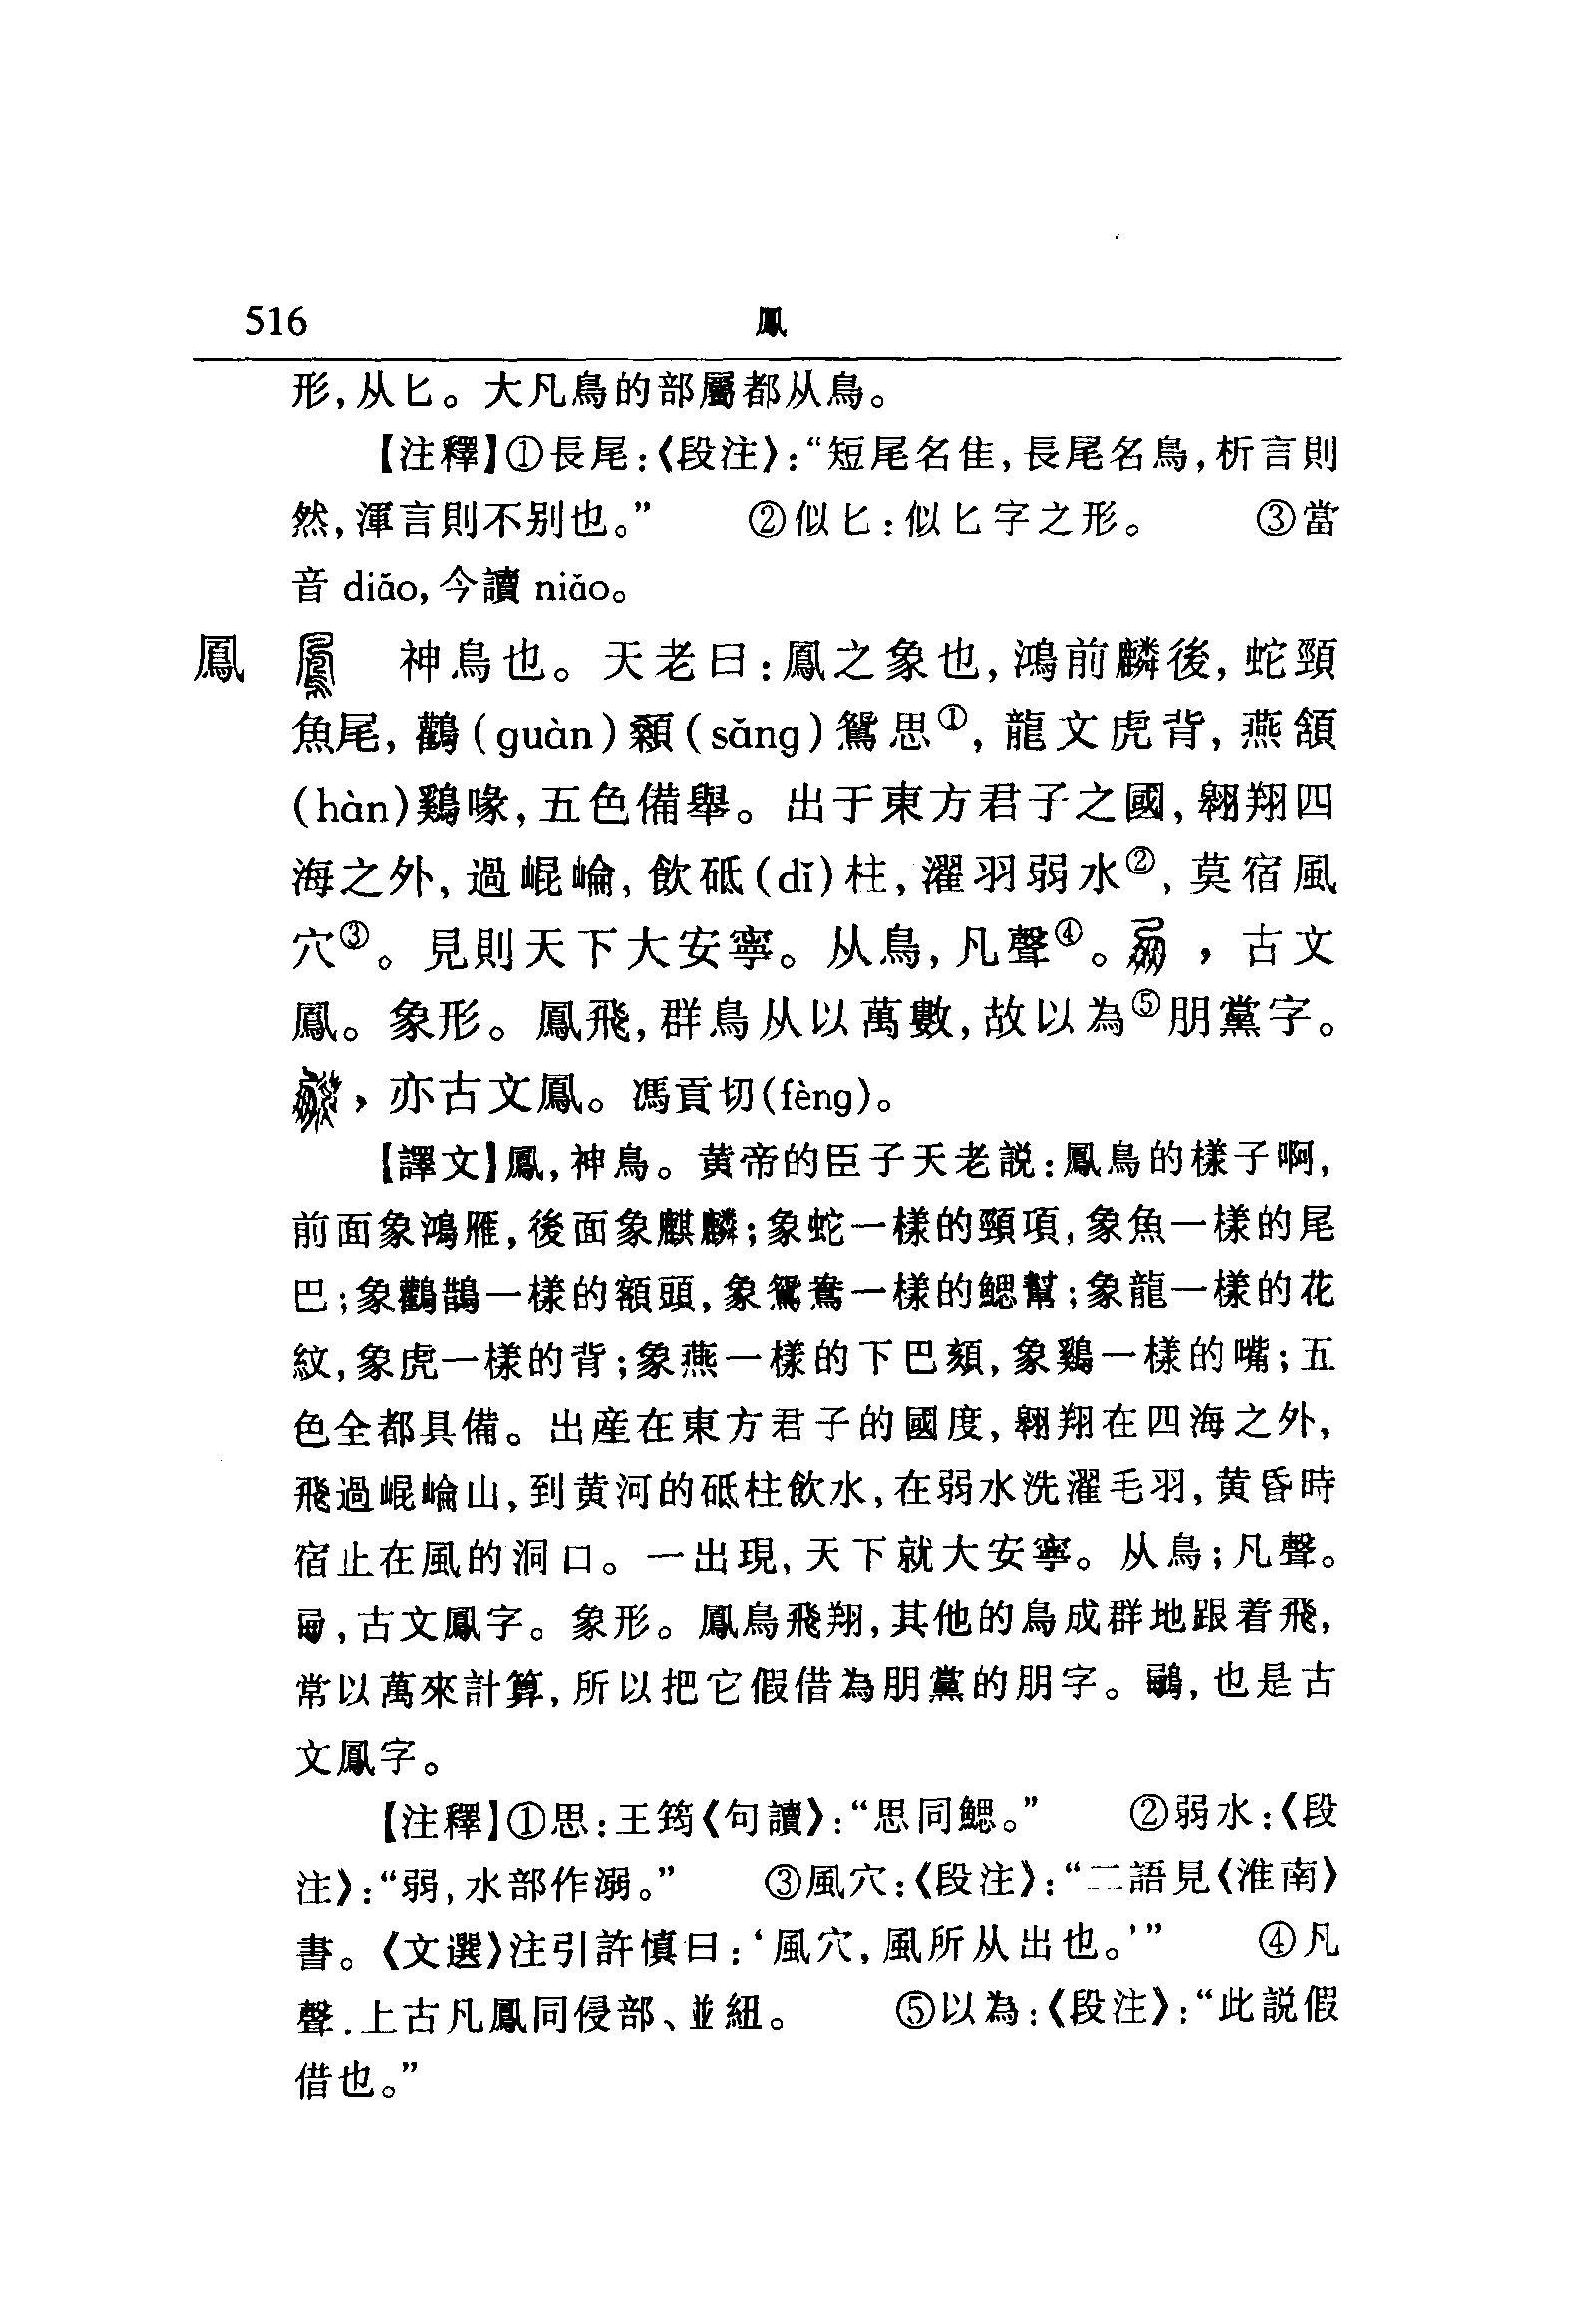 516 鳳
形,从匕。大凡鳥的部屬都从鳥。
【注釋】①長尾:《段注》:“短尾名隹,長尾名鳥,析言則
然,渾言則不别也。” ②似匕:似匕字之形。 ③當
音 diǎo,今讀 niǎo。
鳳 神鳥也。天老曰:鳳之象也,鴻前麟後,蛇頸
魚尾,鸛(guàn)顙(sǎng)鴛思①,龍文虎背,燕頷
(hàn)鷄喙,五色備舉。出于東方君子之國,翱翔四
海之外,過崐崘,飲砥(dǐ)柱,濯羽弱水②,莫宿風
穴③。見則天下大安寧。从鳥,凡聲④。 ,古文
鳳。象形。鳳飛,群鳥从以萬數,故以為⑤朋黨字。
,亦古文鳳。馮貢切(fèng)。
【譯文】鳳,神鳥。黄帝的臣子天老説:鳳鳥的樣子啊,
前面象鴻雁,後面象麒麟;象蛇一樣的頸項,象魚一樣的尾
巴;象鸛鵲一樣的額頭,象鴛鴦一樣的鰓幫;象龍一樣的花
紋,象虎一樣的背;象燕一樣的下巴頦,象鷄一樣的嘴;五
色全都具備。出産在東方君子的國度,翱翔在四海之外,
飛過崐崘山,到黄河的砥柱飲水,在弱水洗濯毛羽,黄昏時
宿止在風的洞口。一出現,天下就大安寧。从鳥;凡聲。
,古文鳳字。象形。鳳鳥飛翔,其他的鳥成群地跟着飛,
常以萬來計算,所以把它假借為朋黨的朋字。鵬,也是古
文鳳字。
【注釋】①思:王筠《句讀》:“思同鰓。” ②弱水:《段
注》:“弱,水部作溺。” ③風穴:《段注》:“二語見《淮南》
書。《文選》注引許慎曰:‘風穴,風所从出也。’” ④凡
聲.上古凡鳳同侵部、並紐。 ⑤以為:《段注》:“此説假
借也。”